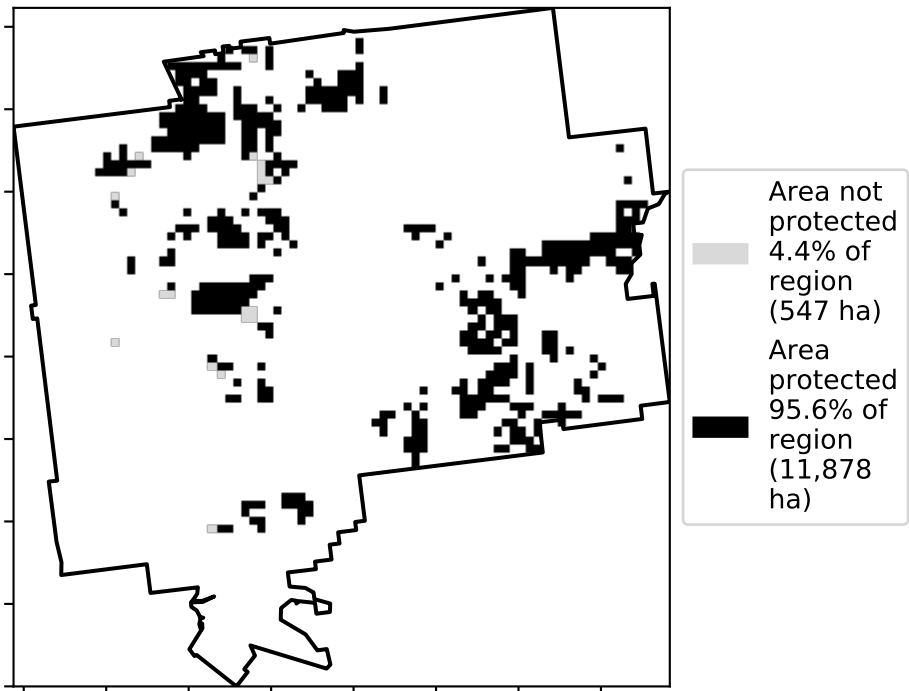 Area not
protected
4.4% of
region
(547 ha)
Area
protected
95.6% of
region
(11,878
ha)